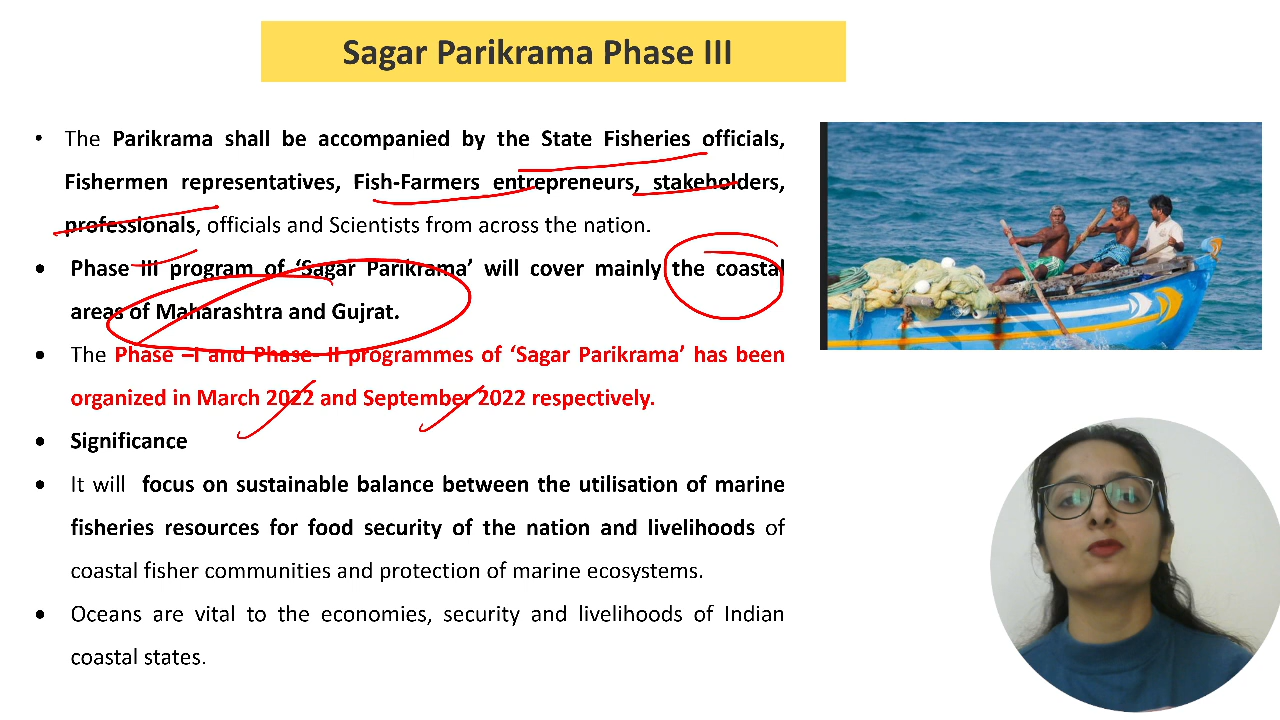 Sagar Parikrama Phase III
• The Parikrama shall be accompanied by the State Fisheries officials,
Fishermen representatives, Fish-Farmers entrepreneurs, stakeholders,
professionals, officials and Scientists from across the nation.
• Phase III program of ‘Sagar Parikrama’ will cover mainly the coastal
areas of Maharashtra and Gujrat.
• The Phase –I and Phase- II programmes of ‘Sagar Parikrama’ has been
organized in March 2022 and September 2022 respectively.
• Significance
• It will focus on sustainable balance between the utilisation of marine
fisheries resources for food security of the nation and livelihoods of
coastal fisher communities and protection of marine ecosystems.
• Oceans are vital to the economies, security and livelihoods of Indian
coastal states.